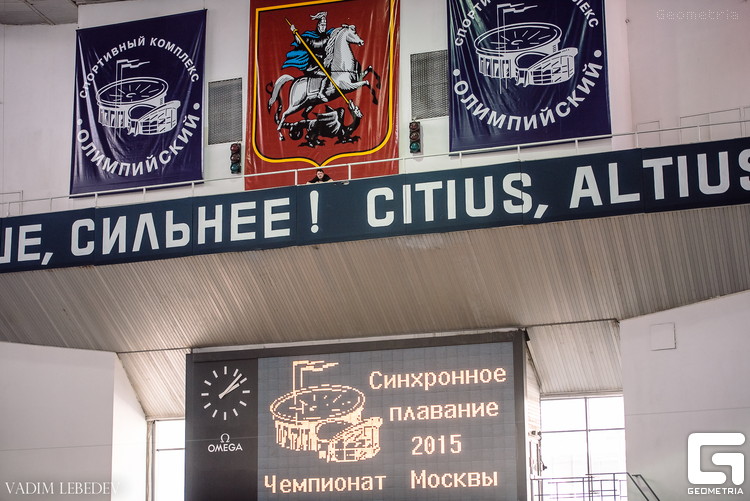 Geometria
СПОРТИВНЫЙ КОМПЛЕКС
• ОЛИМПИЙСКИЙ •
СПОРТИВНЫЙ КОМПЛЕКС
• ОЛИМПИЙСКИЙ •
ШЕ, СИЛЬНЕЕ! CITIUS, ALTIUS
Синхронное
плавание
2015
Чемпионат Москвы
Ω
OMEGA
VADIM LEBEDEV
G
GEOMETRIA